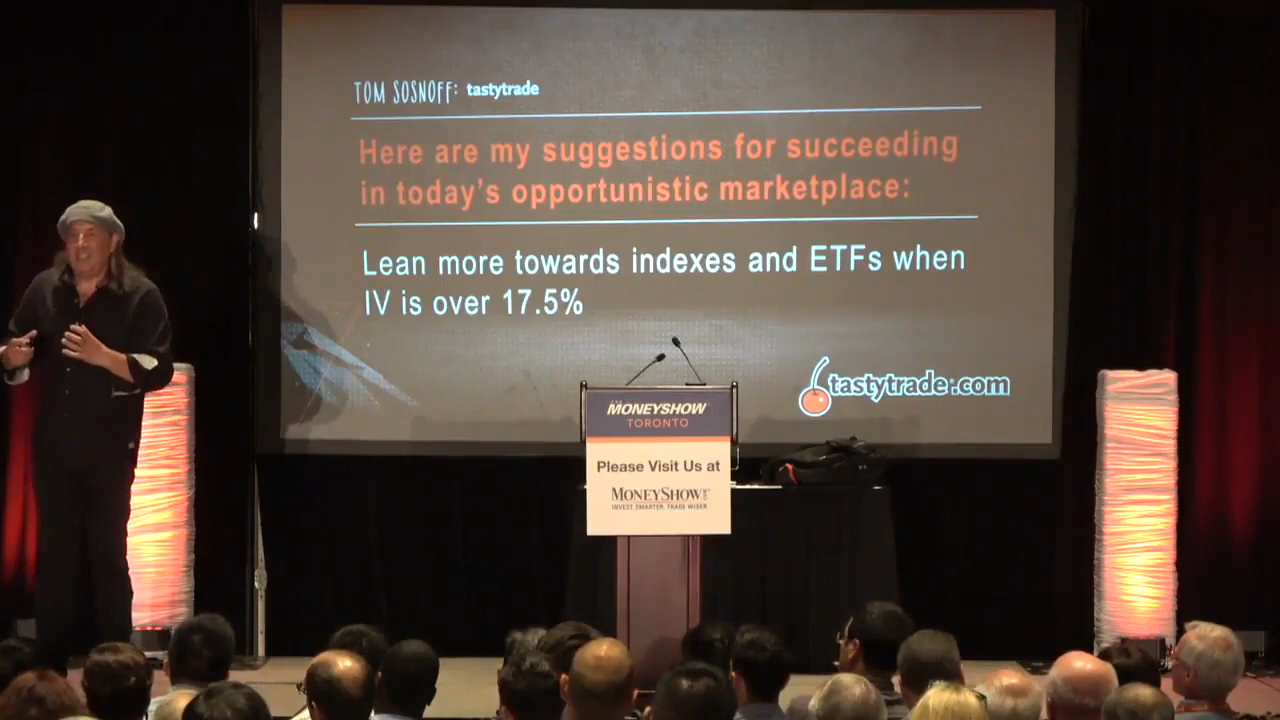 TOM SOSNOFF: tastytrade
Here are my suggestions for succeeding
in today's opportunistic marketplace:
Lean more towards indexes and ETFs when
IV is over 17.5%
tastytrade.com
THE
MONEYSHOW
TORONTO
Please Visit Us at
MONEYSHOW.COM
INVEST SMARTER, TRADE WISER